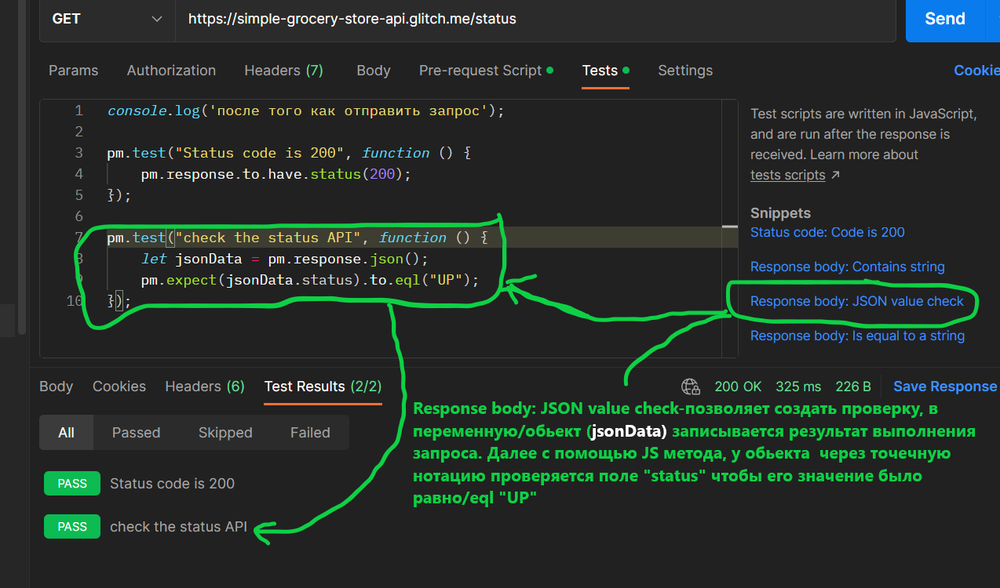 GET https://simple-grocery-store-api.glitch.me/status Send
Params Authorization Headers (7) Body Pre-request Script Tests Settings Cookie
1 console.log('после того как отправить запрос');
2
3 pm.test("Status code is 200", function () {
4 pm.response.to.have.status(200);
5 });
6
7 pm.test("check the status API", function () {
8 let jsonData = pm.response.json();
9 pm.expect(jsonData.status).to.eql("UP");
10 });
Test scripts are written in JavaScript,
and are run after the response is
received. Learn more about
tests scripts ↗
Snippets
Status code: Code is 200
Response body: Contains string
Response body: JSON value check
Response body: Is equal to a string
Body Cookies Headers (6) Test Results (2/2) 200 OK 325 ms 226 B Save Response
All Passed Skipped Failed
PASS Status code is 200
PASS check the status API
Response body: JSON value check-позволяет создать проверку, в
переменную/обьект (jsonData) записывается результат выполнения
запроса. Далее с помощью JS метода, у обьекта через точечную
нотацию проверяется поле "status" чтобы его значение было
равно/eql "UP"